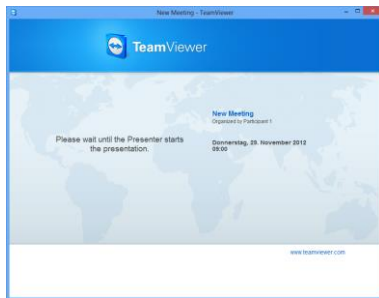 New Meeting - TeamViewer
TeamViewer
New Meeting
Organized by Participant 1
Please wait until the Presenter starts
the presentation.
Donnerstag, 29. November 2012
09:00
www.teamviewer.com